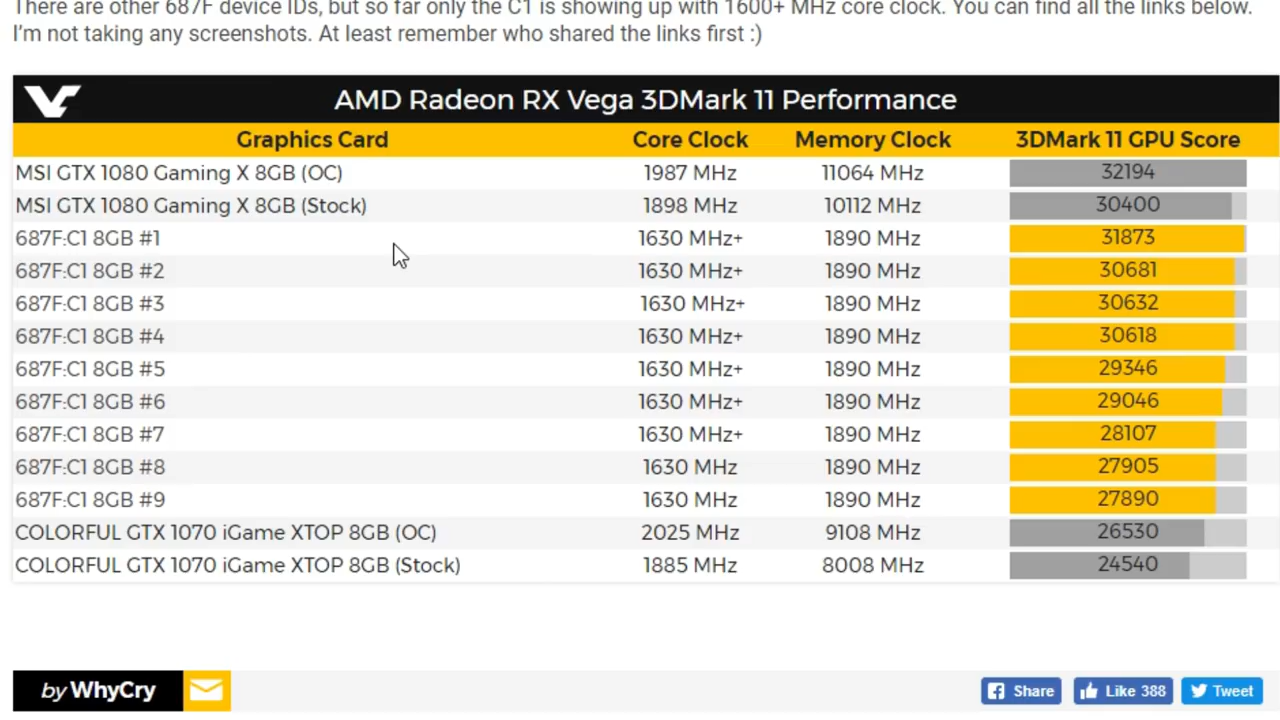 There are other 687F device IDs, but so far only the C1 is showing up with 1600+ MHz core clock. You can find all the links below.
I'm not taking any screenshots. At least remember who shared the links first :)
AMD Radeon RX Vega 3DMark 11 Performance
Graphics Card Core Clock Memory Clock 3DMark 11 GPU Score
MSI GTX 1080 Gaming X 8GB (OC) 1987 MHz 11064 MHz 32194
MSI GTX 1080 Gaming X 8GB (Stock) 1898 MHz 10112 MHz 30400
687F:C1 8GB #1 1630 MHz+ 1890 MHz 31873
687F:C1 8GB #2 1630 MHz+ 1890 MHz 30681
687F:C1 8GB #3 1630 MHz+ 1890 MHz 30632
687F:C1 8GB #4 1630 MHz+ 1890 MHz 30618
687F:C1 8GB #5 1630 MHz+ 1890 MHz 29346
687F:C1 8GB #6 1630 MHz+ 1890 MHz 29046
687F:C1 8GB #7 1630 MHz+ 1890 MHz 28107
687F:C1 8GB #8 1630 MHz 1890 MHz 27905
687F:C1 8GB #9 1630 MHz 1890 MHz 27890
COLORFUL GTX 1070 iGame XTOP 8GB (OC) 2025 MHz 9108 MHz 26530
COLORFUL GTX 1070 iGame XTOP 8GB (Stock) 1885 MHz 8008 MHz 24540
by WhyCry Share Like 388 Tweet